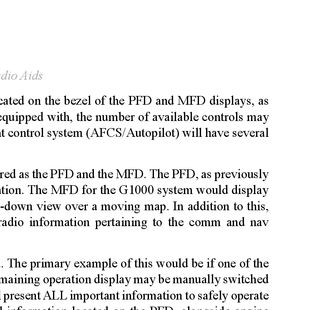 dio Aids
cated on the bezel of the PFD and MFD displays, as
equipped with, the number of available controls may
t control system (AFCS/Autopilot) will have several
red as the PFD and the MFD. The PFD, as previously
tion. The MFD for the G1000 system would display
-down view over a moving map. In addition to this,
radio information pertaining to the comm and nav
. The primary example of this would be if one of the
maining operation display may be manually switched
present ALL important information to safely operate